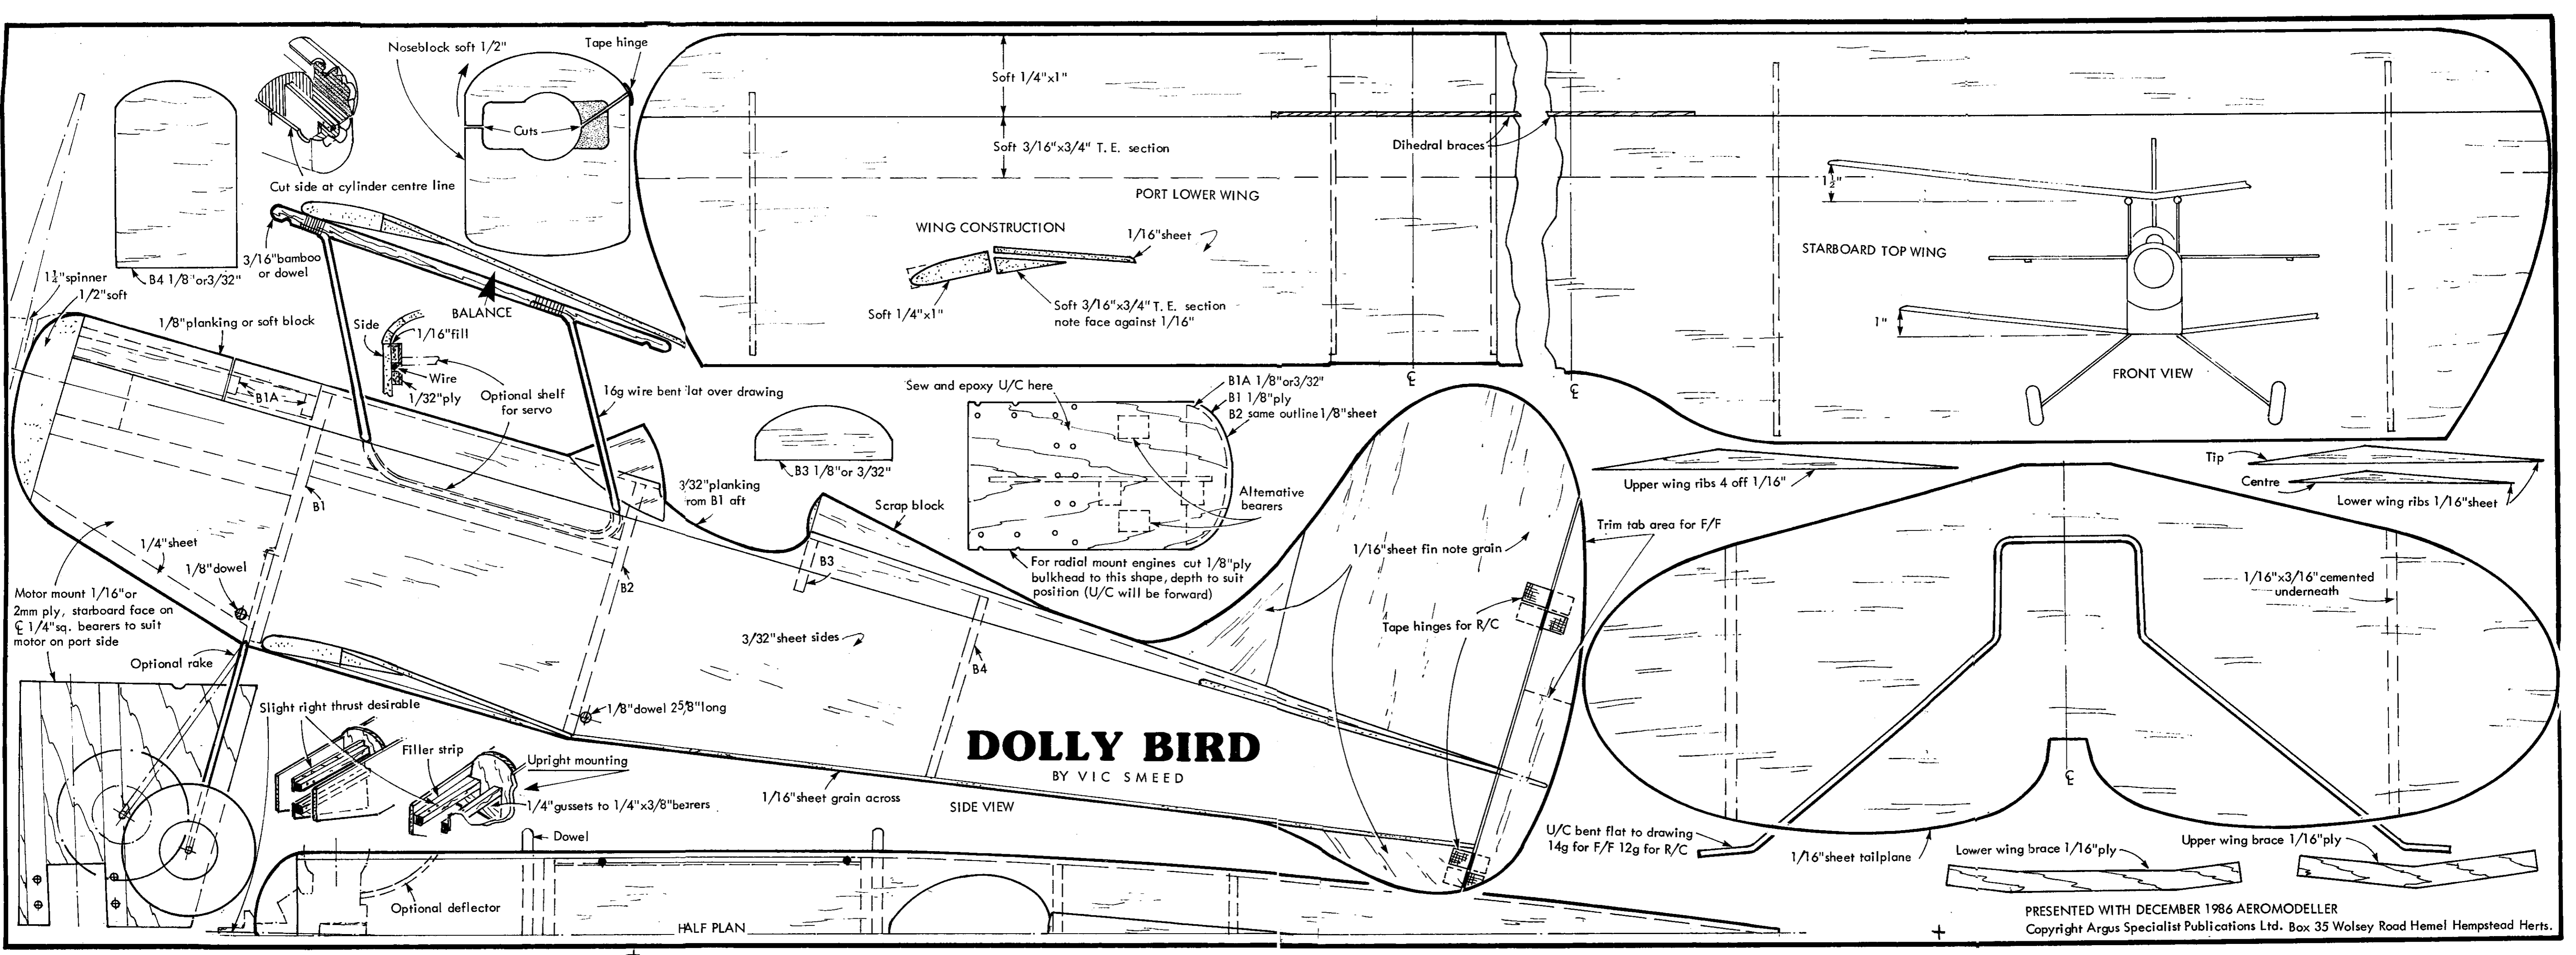 Noseblock soft 1/2"
Tape hinge
Cuts
Cut side at cylinder centre line
B4 1/8"or3/32"
3/16"bamboo
or dowel
1¼"spinner
1/2"soft
1/8"planking or soft block
BALANCE
Side
1/16"fill
Wire
1/32"ply
Optional shelf
for servo
B1A
16g wire bent flat over drawing
Soft 1/4"x1"
Soft 3/16"x3/4" T.E. section
PORT LOWER WING
WING CONSTRUCTION
1/16"sheet
Soft 1/4"x1"
Soft 3/16"x3/4"T.E. section
note face against 1/16"
Dihedral braces
℄
℄
1½"
STARBOARD TOP WING
1"
FRONT VIEW
Sew and epoxy U/C here
B1A 1/8"or3/32"
B1 1/8"ply
B2 same outline1/8"sheet
B3 1/8"or 3/32"
Alternative
bearers
For radial mount engines cut 1/8"ply
bulkhead to this shape, depth to suit
position (U/C will be forward)
3/32"planking
from B1 aft
Scrap block
B1
B2
B3
B4
1/4"sheet
1/8"dowel
Motor mount 1/16"or
2mm ply, starboard face on
℄ 1/4"sq. bearers to suit
motor on port side
Optional rake
3/32"sheet sides
1/8"dowel 2⅝"long
1/16"sheet fin note grain
Trim tab area for F/F
Tape hinges for R/C
Upper wing ribs 4 off 1/16"
Tip
Centre
Lower wing ribs 1/16"sheet
1/16"x3/16"cemented
underneath
℄
Slight right thrust desirable
Filler strip
Upright mounting
1/4"gussets to 1/4"x3/8"bearers
DOLLY BIRD
BY VIC SMEED
1/16"sheet grain across
SIDE VIEW
Dowel
Optional deflector
HALF PLAN
U/C bent flat to drawing
14g for F/F 12g for R/C
1/16"sheet tailplane
Lower wing brace 1/16"ply
Upper wing brace 1/16"ply
PRESENTED WITH DECEMBER 1986 AEROMODELLER
Copyright Argus Specialist Publications Ltd. Box 35 Wolsey Road Hemel Hempstead Herts.